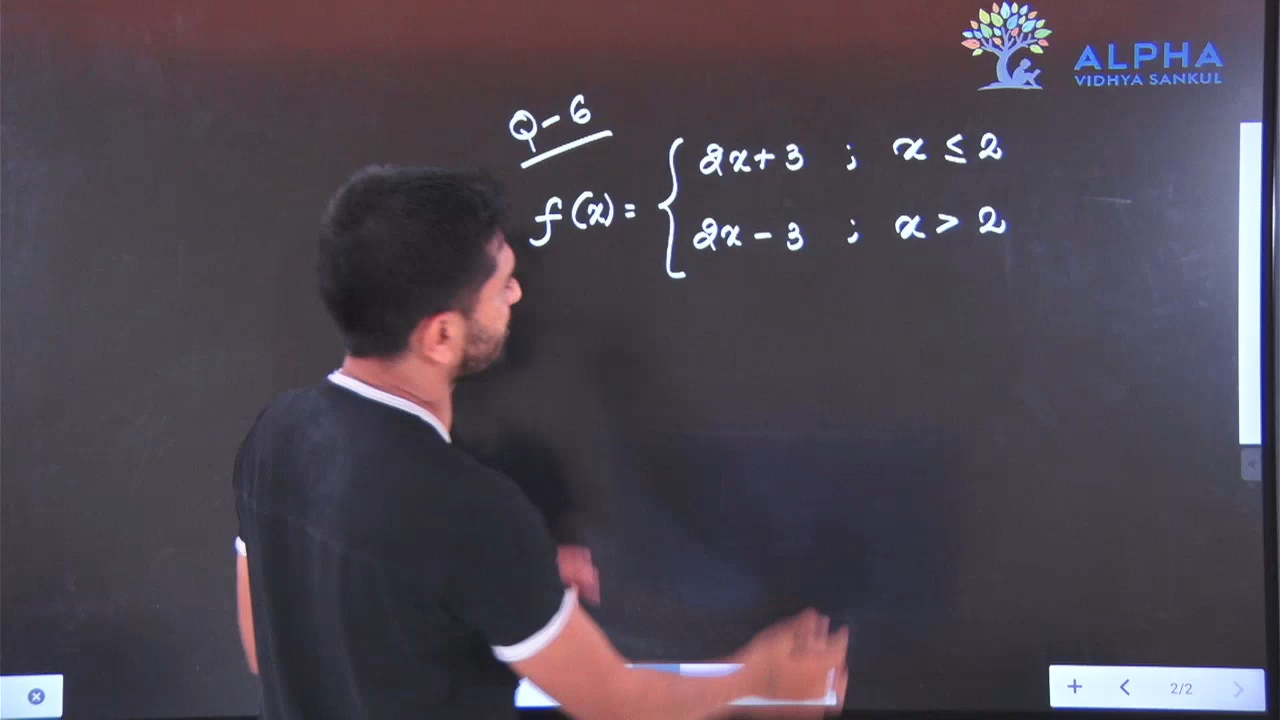 ALPHA
VIDHYA SANKUL
Q-6
f(x) = { 2x+3 ; x ≤ 2
2x-3 ; x > 2
2/2